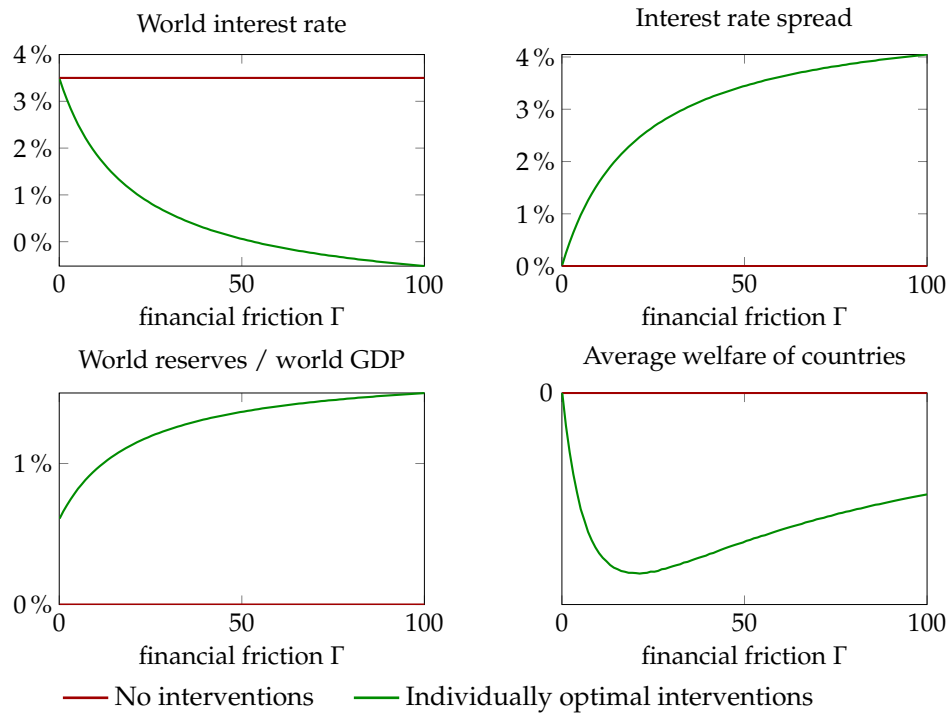 World interest rate
4 %
3 %
2 %
1 %
0 %
0 50 100
financial friction Γ
Interest rate spread
4 %
3 %
2 %
1 %
0 %
0 50 100
financial friction Γ
World reserves / world GDP
1 %
0 %
0 50 100
financial friction Γ
Average welfare of countries
0
0 50 100
financial friction Γ
No interventions Individually optimal interventions